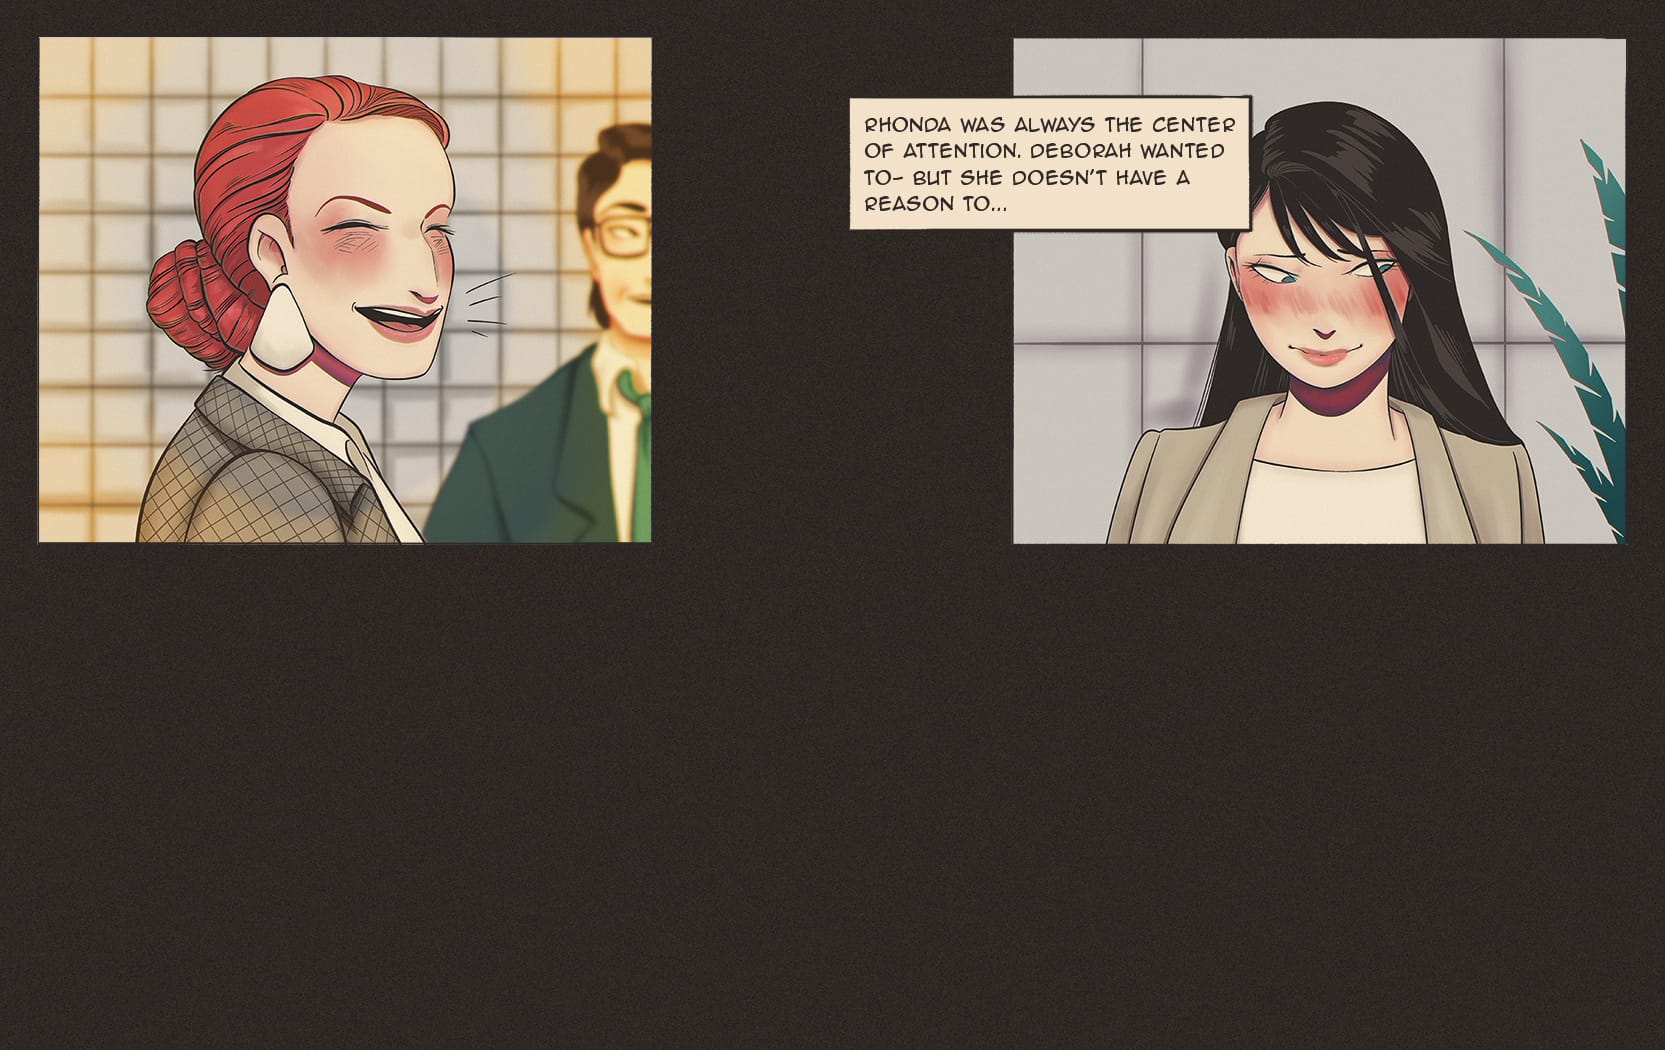 RHONDA WAS ALWAYS THE CENTER
OF ATTENTION. DEBORAH WANTED
TO- BUT SHE DOESN'T HAVE A
REASON TO...